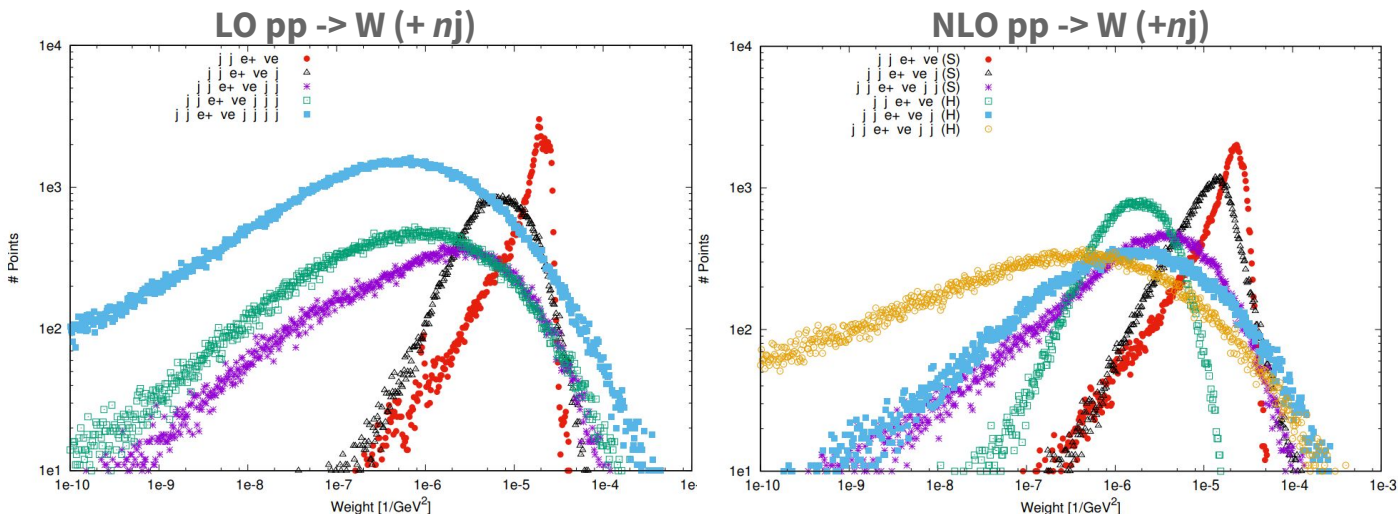 LO pp -> W (+ nj)
1e4
1e3
1e2
1e1
# Points
j j e+ ve
j j e+ ve j
j j e+ ve j j
j j e+ ve j j j
j j e+ ve j j j j
1e-10
1e-9
1e-8
1e-7
1e-6
1e-5
1e-4
1e-
Weight [1/GeV²]
NLO pp -> W (+nj)
1e4
1e3
1e2
1e1
# Points
j j e+ ve (S)
j j e+ ve j (S)
j j e+ ve j j (S)
j j e+ ve (H)
j j e+ ve j (H)
j j e+ ve j j (H)
1e-10
1e-9
1e-8
1e-7
1e-6
1e-5
1e-4
1e-3
Weight [1/GeV²]